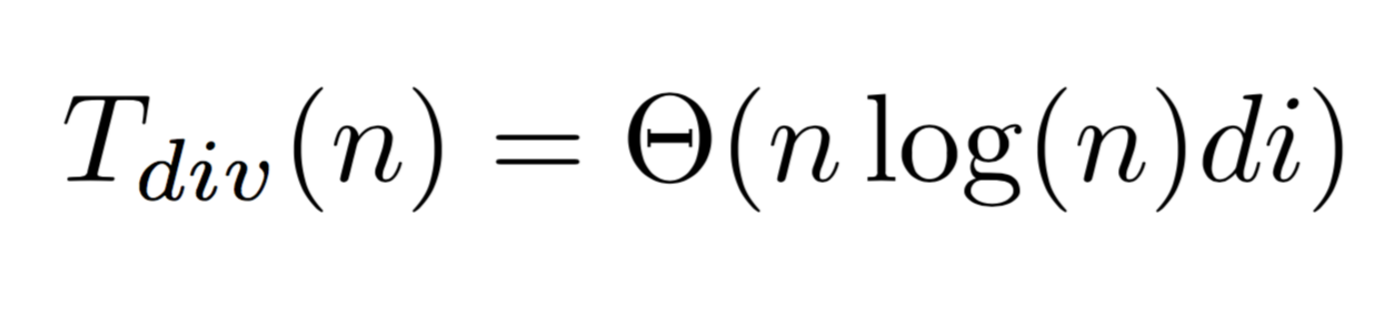 T_{div}(n) = Θ(n log(n)di)